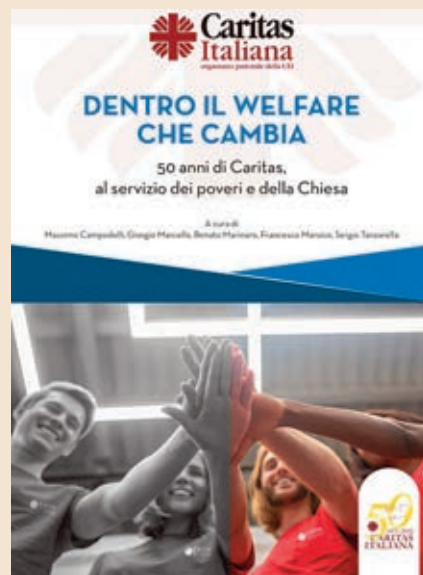 Caritas
Italiana
organismo pastorale della CEI
DENTRO IL WELFARE
CHE CAMBIA
50 anni di Caritas,
al servizio dei poveri e della Chiesa
A cura di
Massimo Campedelli, Giorgio Marcello, Renato Marinaro, Francesco Marsico, Sergio Tanzarella
50
CARITAS
ITALIANA